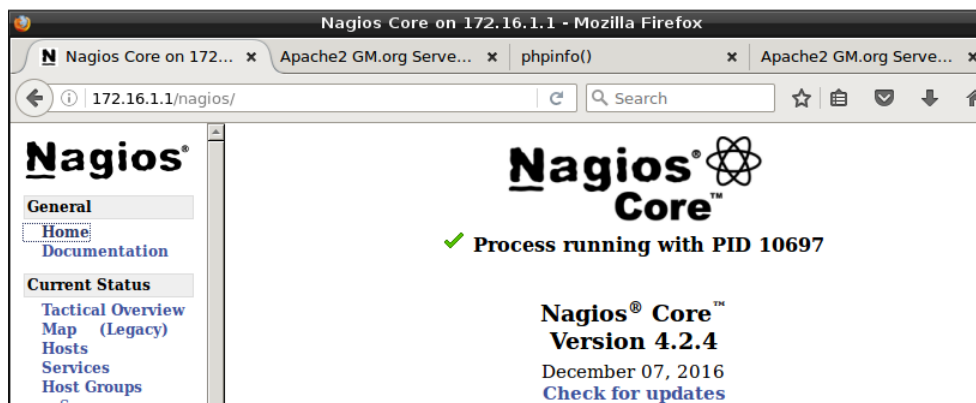 Nagios Core on 172.16.1.1 - Mozilla Firefox
N Nagios Core on 172... × Apache2 GM.org Serve... × phpinfo() × Apache2 GM.org Serve... ×
172.16.1.1/nagios/ Search
Nagios®
General
Home
Documentation
Current Status
Tactical Overview
Map (Legacy)
Hosts
Services
Host Groups
Nagios®
Core™
Process running with PID 10697
Nagios® Core™
Version 4.2.4
December 07, 2016
Check for updates